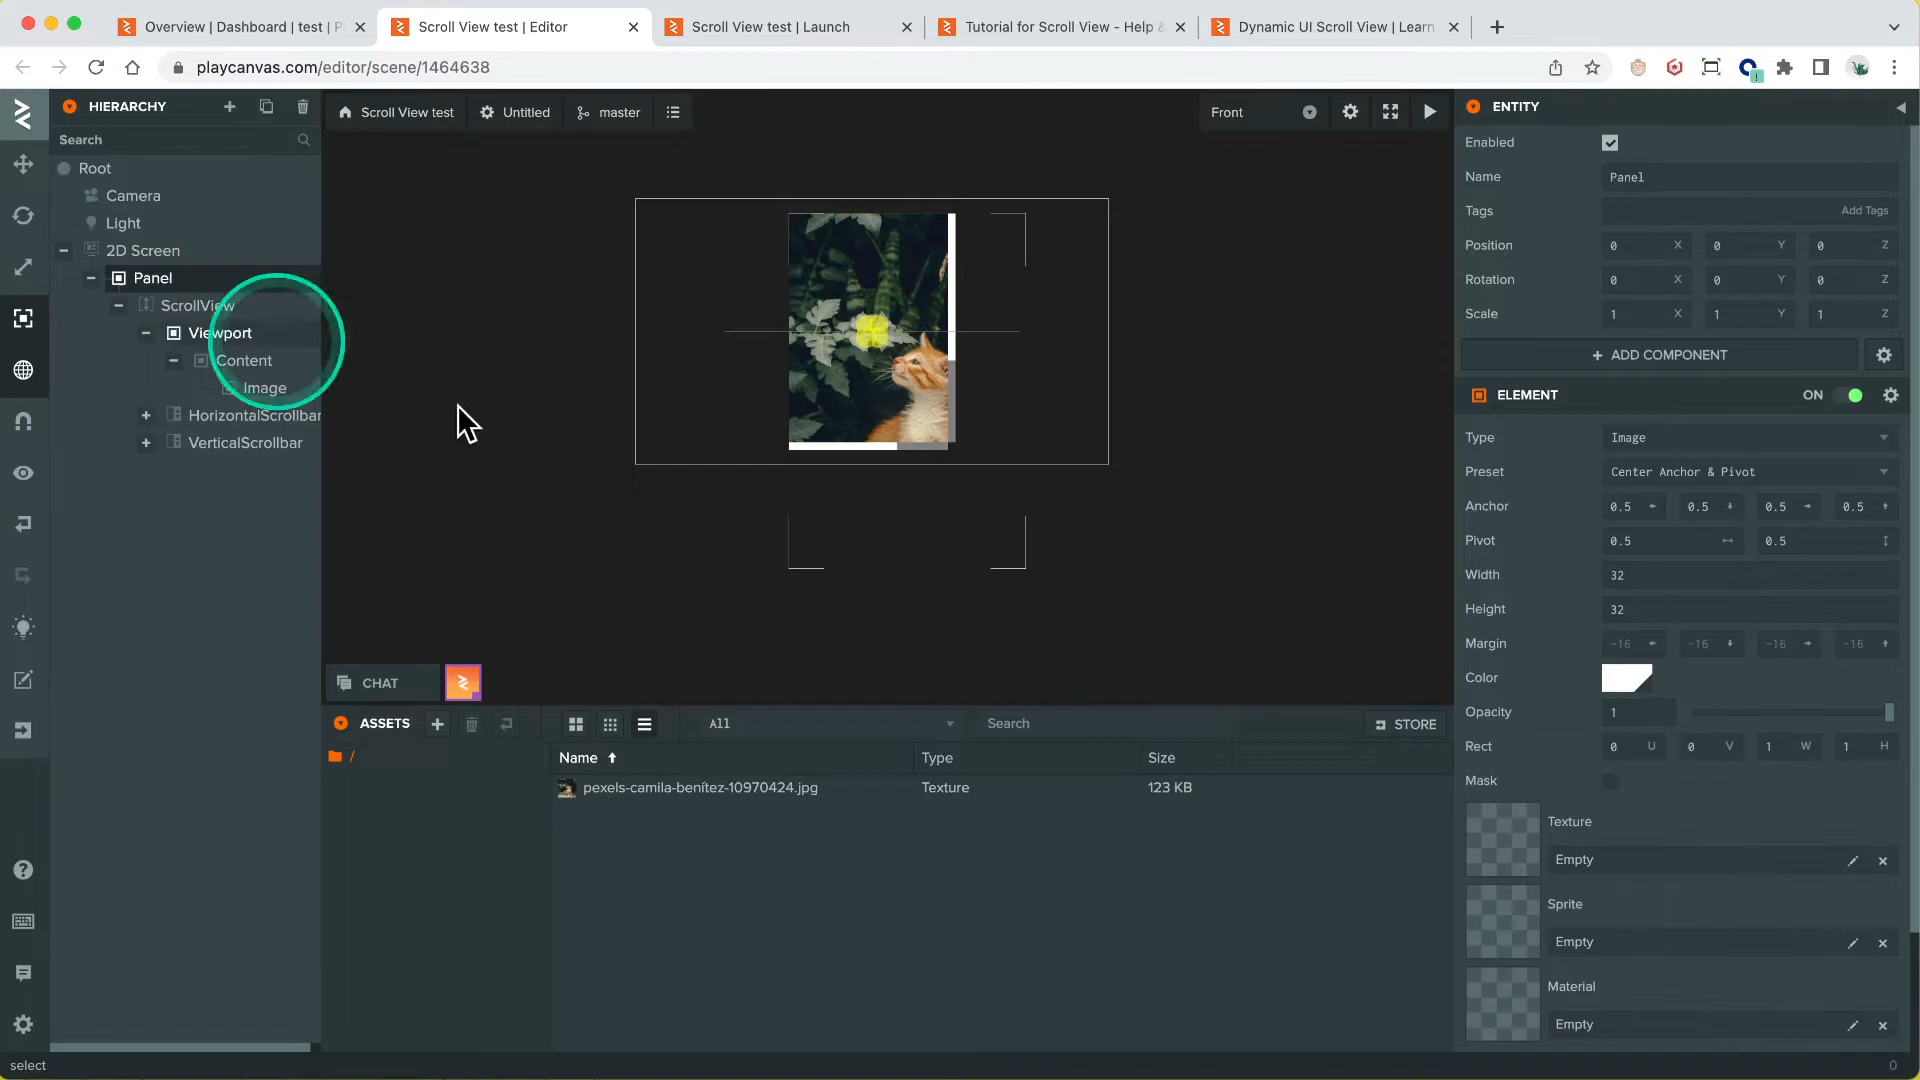 Overview | Dashboard | test | P
Scroll View test | Editor
Scroll View test | Launch
Tutorial for Scroll View - Help &
Dynamic UI Scroll View | Learn
playcanvas.com/editor/scene/1464638
HIERARCHY
Search
Root
Camera
Light
2D Screen
Panel
ScrollView
Viewport
Content
Image
HorizontalScrollbar
VerticalScrollbar
Scroll View test
Untitled
master
Front
CHAT
ASSETS
All
Search
STORE
/
Name
Type
Size
pexels-camila-benítez-10970424.jpg
Texture
123 KB
ENTITY
Enabled
Name
Panel
Tags
Add Tags
Position
0 X 0 Y 0 Z
Rotation
0 X 0 Y 0 Z
Scale
1 X 1 Y 1 Z
+ ADD COMPONENT
ELEMENT
ON
Type
Image
Preset
Center Anchor & Pivot
Anchor
0.5 0.5 0.5 0.5
Pivot
0.5 0.5
Width
32
Height
32
Margin
-16 -16 -16 -16
Color
Opacity
1
Rect
0 U 0 V 1 W 1 H
Mask
Texture
Empty
Sprite
Empty
Material
Empty
select
0